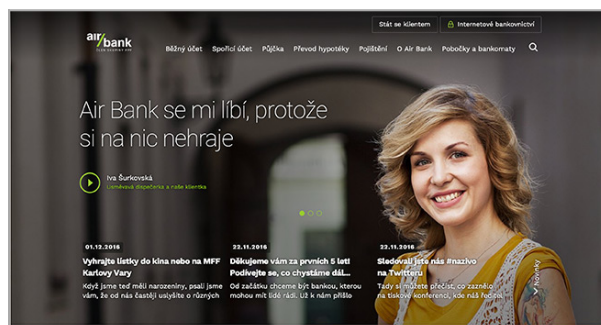 Stát se klientem
Internetové bankovnictví
air bank
Běžný účet Spořicí účet Půjčka Převod hypotéky Pojištění O Air Bank Pobočky a bankomaty
Air Bank se mi líbí, protože
si na nic nehraje
Iva Šurkovská
Usměvavá dispečerka a naše klientka
01.12.2016
Vyhrajte lístky do kina nebo na MFF
Karlovy Vary
Když jsme teď měli narozeniny, psali jsme
vám, že od nás častěji uslyšíte o různých
22.11.2016
Děkujeme vám za prvních 5 let!
Podívejte se, co chystáme dál...
Od začátku chceme být bankou, kterou
mohou mít lidé rádi. Už k nám přišlo
22.11.2016
Sledovali jste nás #nazivo
na Twitteru
Tady si můžete přečíst, co zaznělo
na tiskové konferenci, kde náš ředitel
Novinky